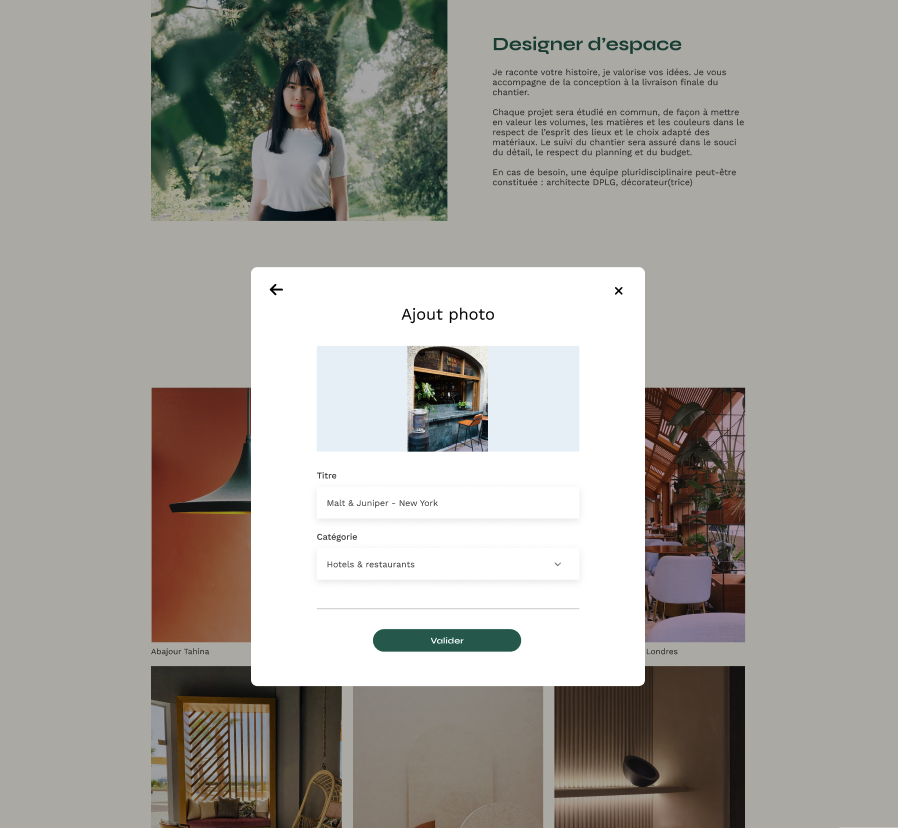 Designer d’espace
Je raconte votre histoire, je valorise vos idées. Je vous
accompagne de la conception à la livraison finale du
chantier.
Chaque projet sera étudié en commun, de façon à mettre
en valeur les volumes, les matières et les couleurs dans le
respect de l’esprit des lieux et le choix adapté des
matériaux. Le suivi du chantier sera assuré dans le souci
du détail, le respect du planning et du budget.
En cas de besoin, une équipe pluridisciplinaire peut-être
constituée : architecte DPLG, décorateur(trice)
Ajout photo
Titre
Malt & Juniper - New York
Catégorie
Hotels & restaurants
Valider
Abajour Tahina
Londres